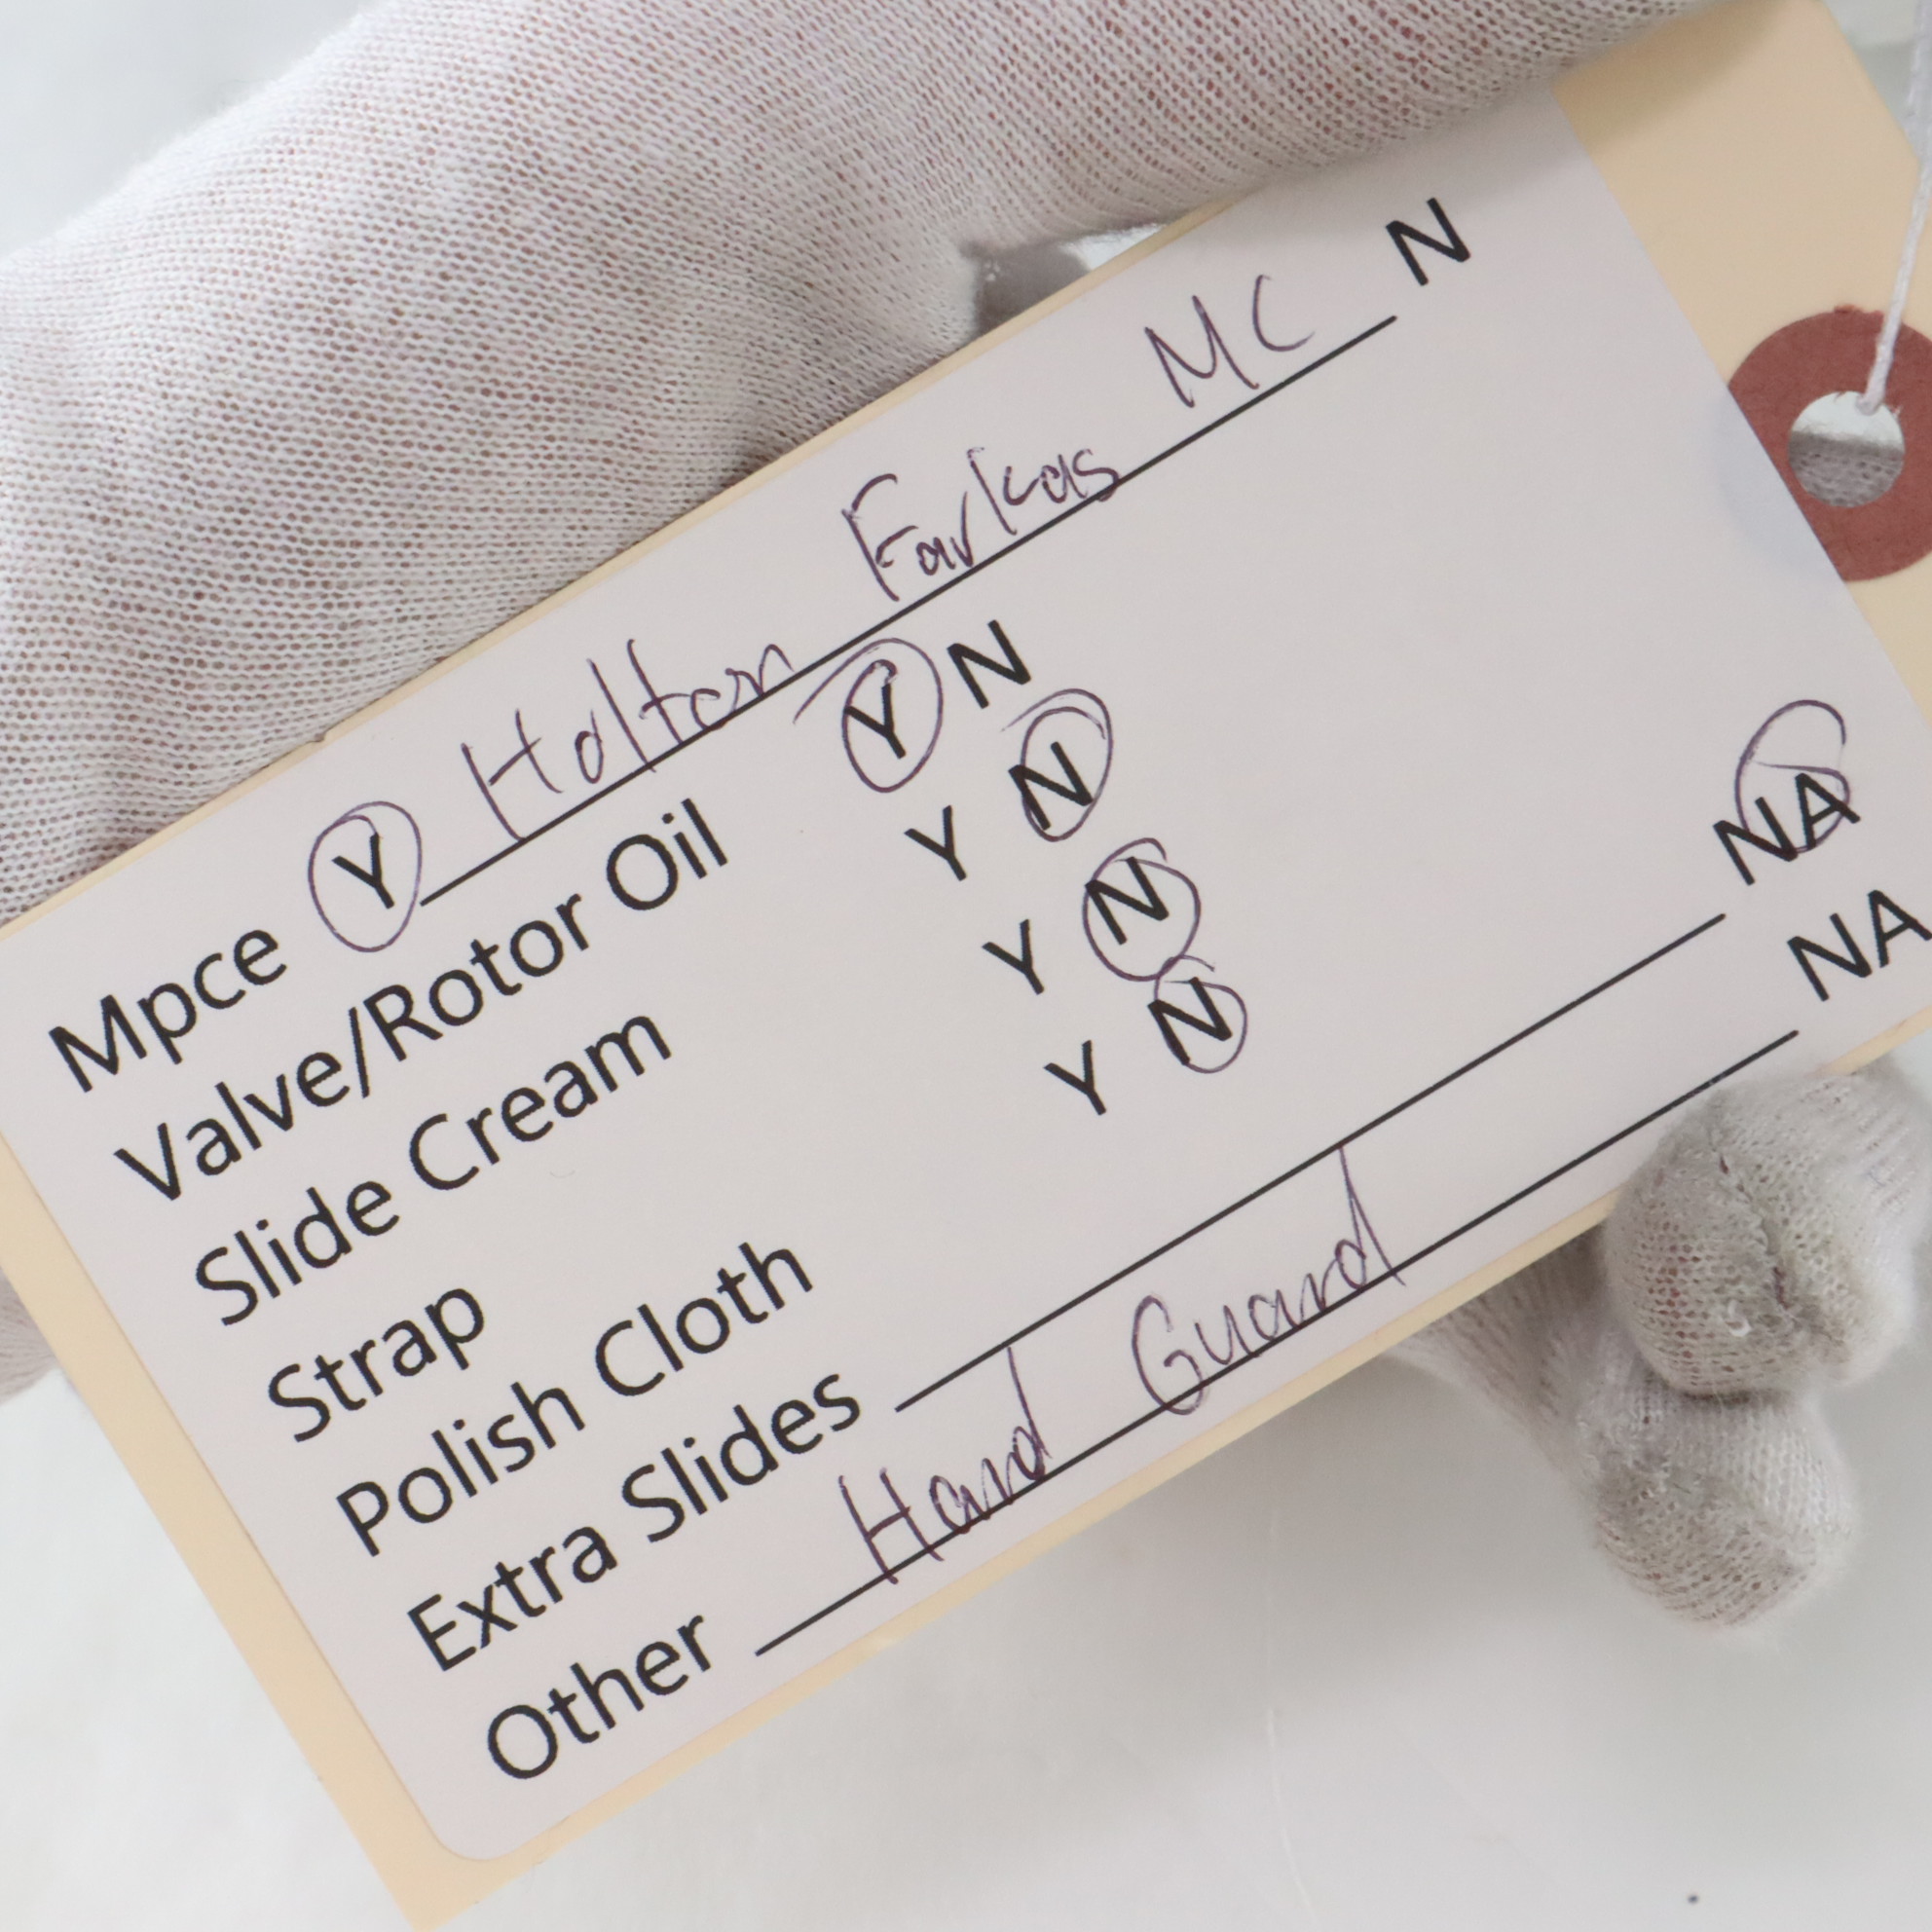 Mpce Y Holton Farkas MC N
Valve/Rotor Oil Y N
Slide Cream Y N
Strap Y N
Polish Cloth Y N
Extra Slides NA
Other Hand Guard NA